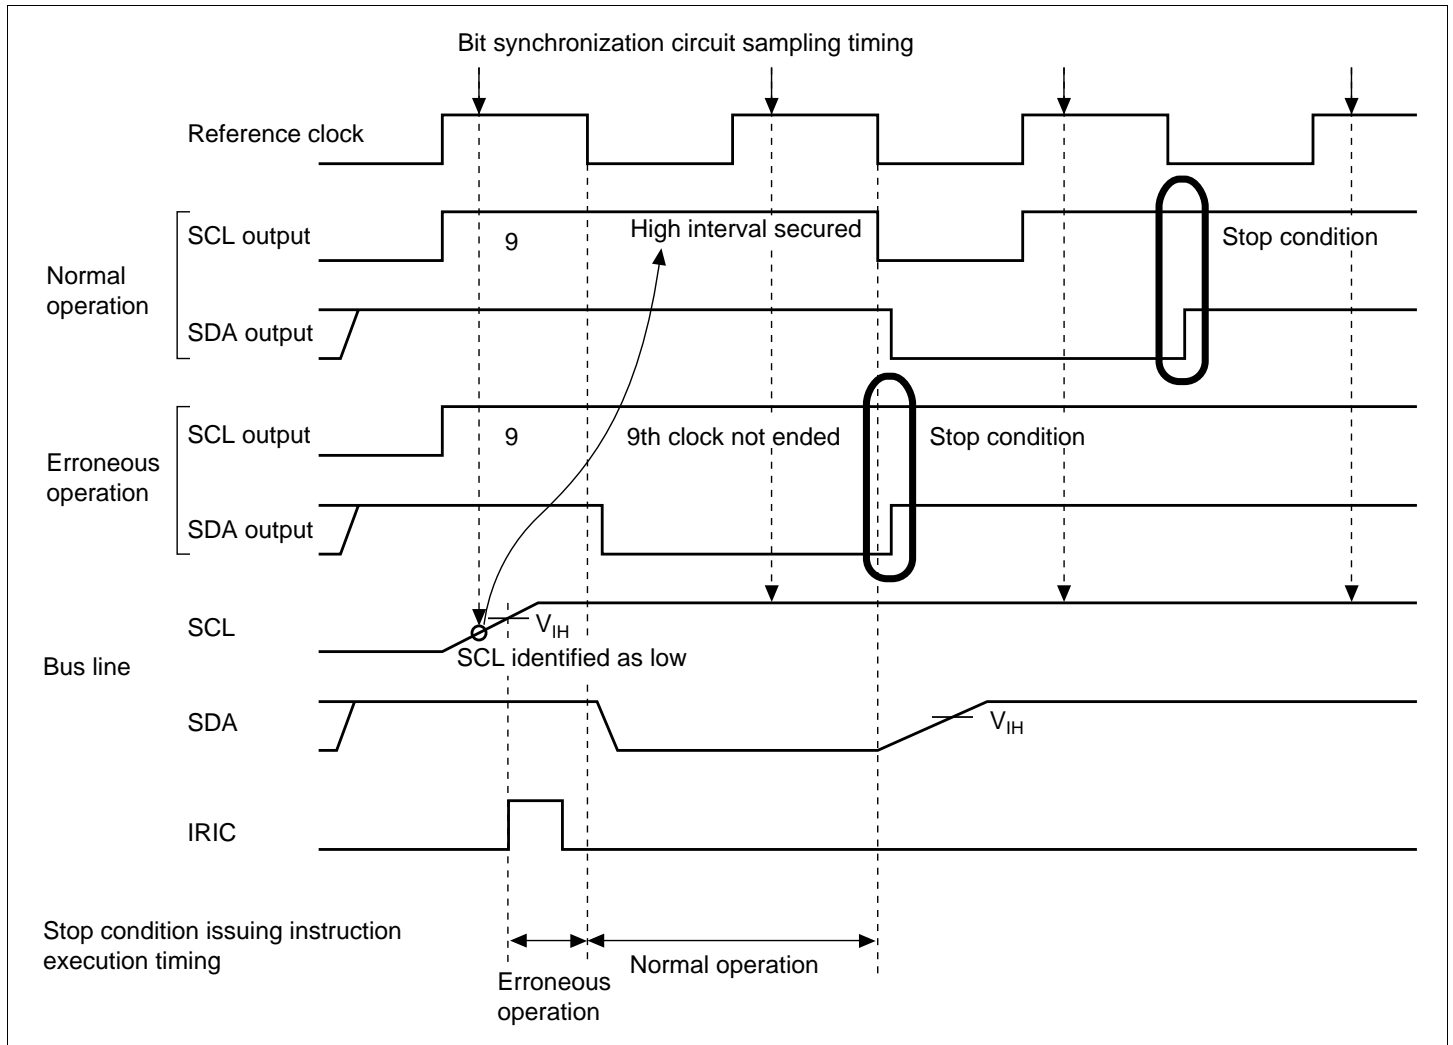 Bit synchronization circuit sampling timing
Reference clock
Normal
operation
SCL output
9
High interval secured
Stop condition
SDA output
Erroneous
operation
SCL output
9
9th clock not ended
Stop condition
SDA output
Bus line
SCL
VIH
SCL identified as low
SDA
VIH
IRIC
Stop condition issuing instruction
execution timing
Erroneous
operation
Normal operation